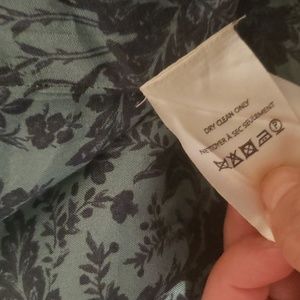 DRY CLEAN ONLY
NETTOYER À SEC SEULEMENT